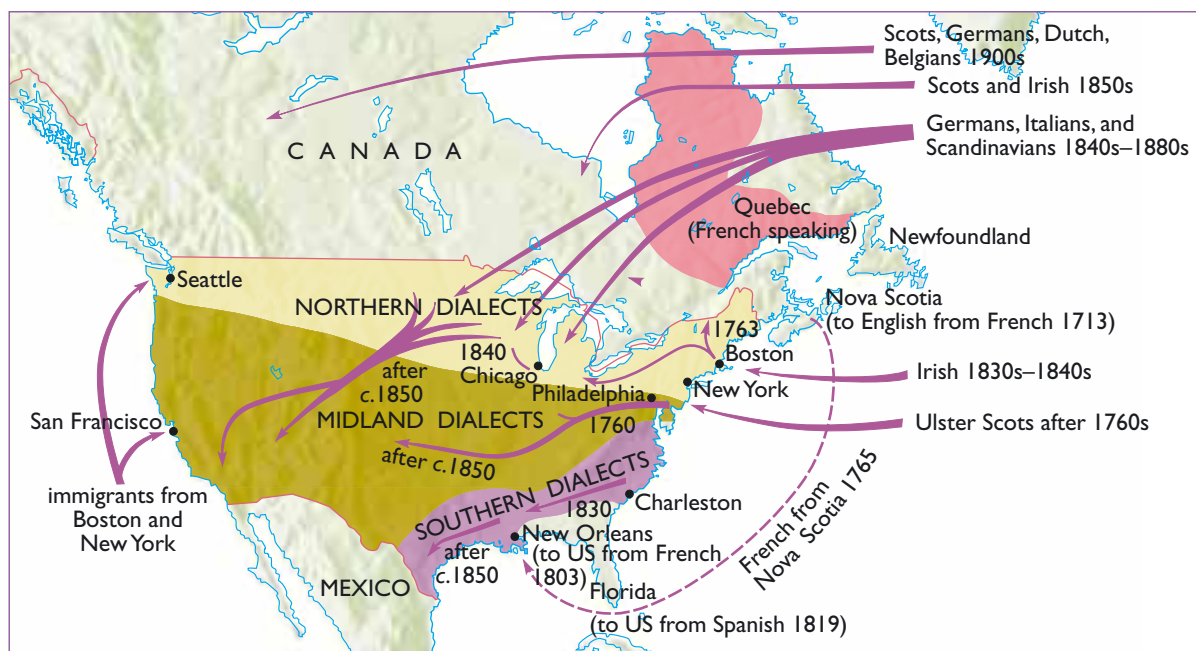 Scots, Germans, Dutch,
Belgians 1900s
Scots and Irish 1850s
Germans, Italians, and
Scandinavians 1840s–1880s
CANADA
Quebec
(French speaking)
Newfoundland
Seattle
NORTHERN DIALECTS
Nova Scotia
(to English from French 1713)
1763
Boston
1840
Chicago
after
c.1850
Irish 1830s–1840s
New York
Philadelphia
San Francisco
MIDLAND DIALECTS
1760
Ulster Scots after 1760s
after c.1850
immigrants from
Boston and
New York
SOUTHERN DIALECTS
1830
Charleston
French from
Nova Scotia 1765
New Orleans
(to US from French
1803)
after
c.1850
MEXICO
Florida
(to US from Spanish 1819)